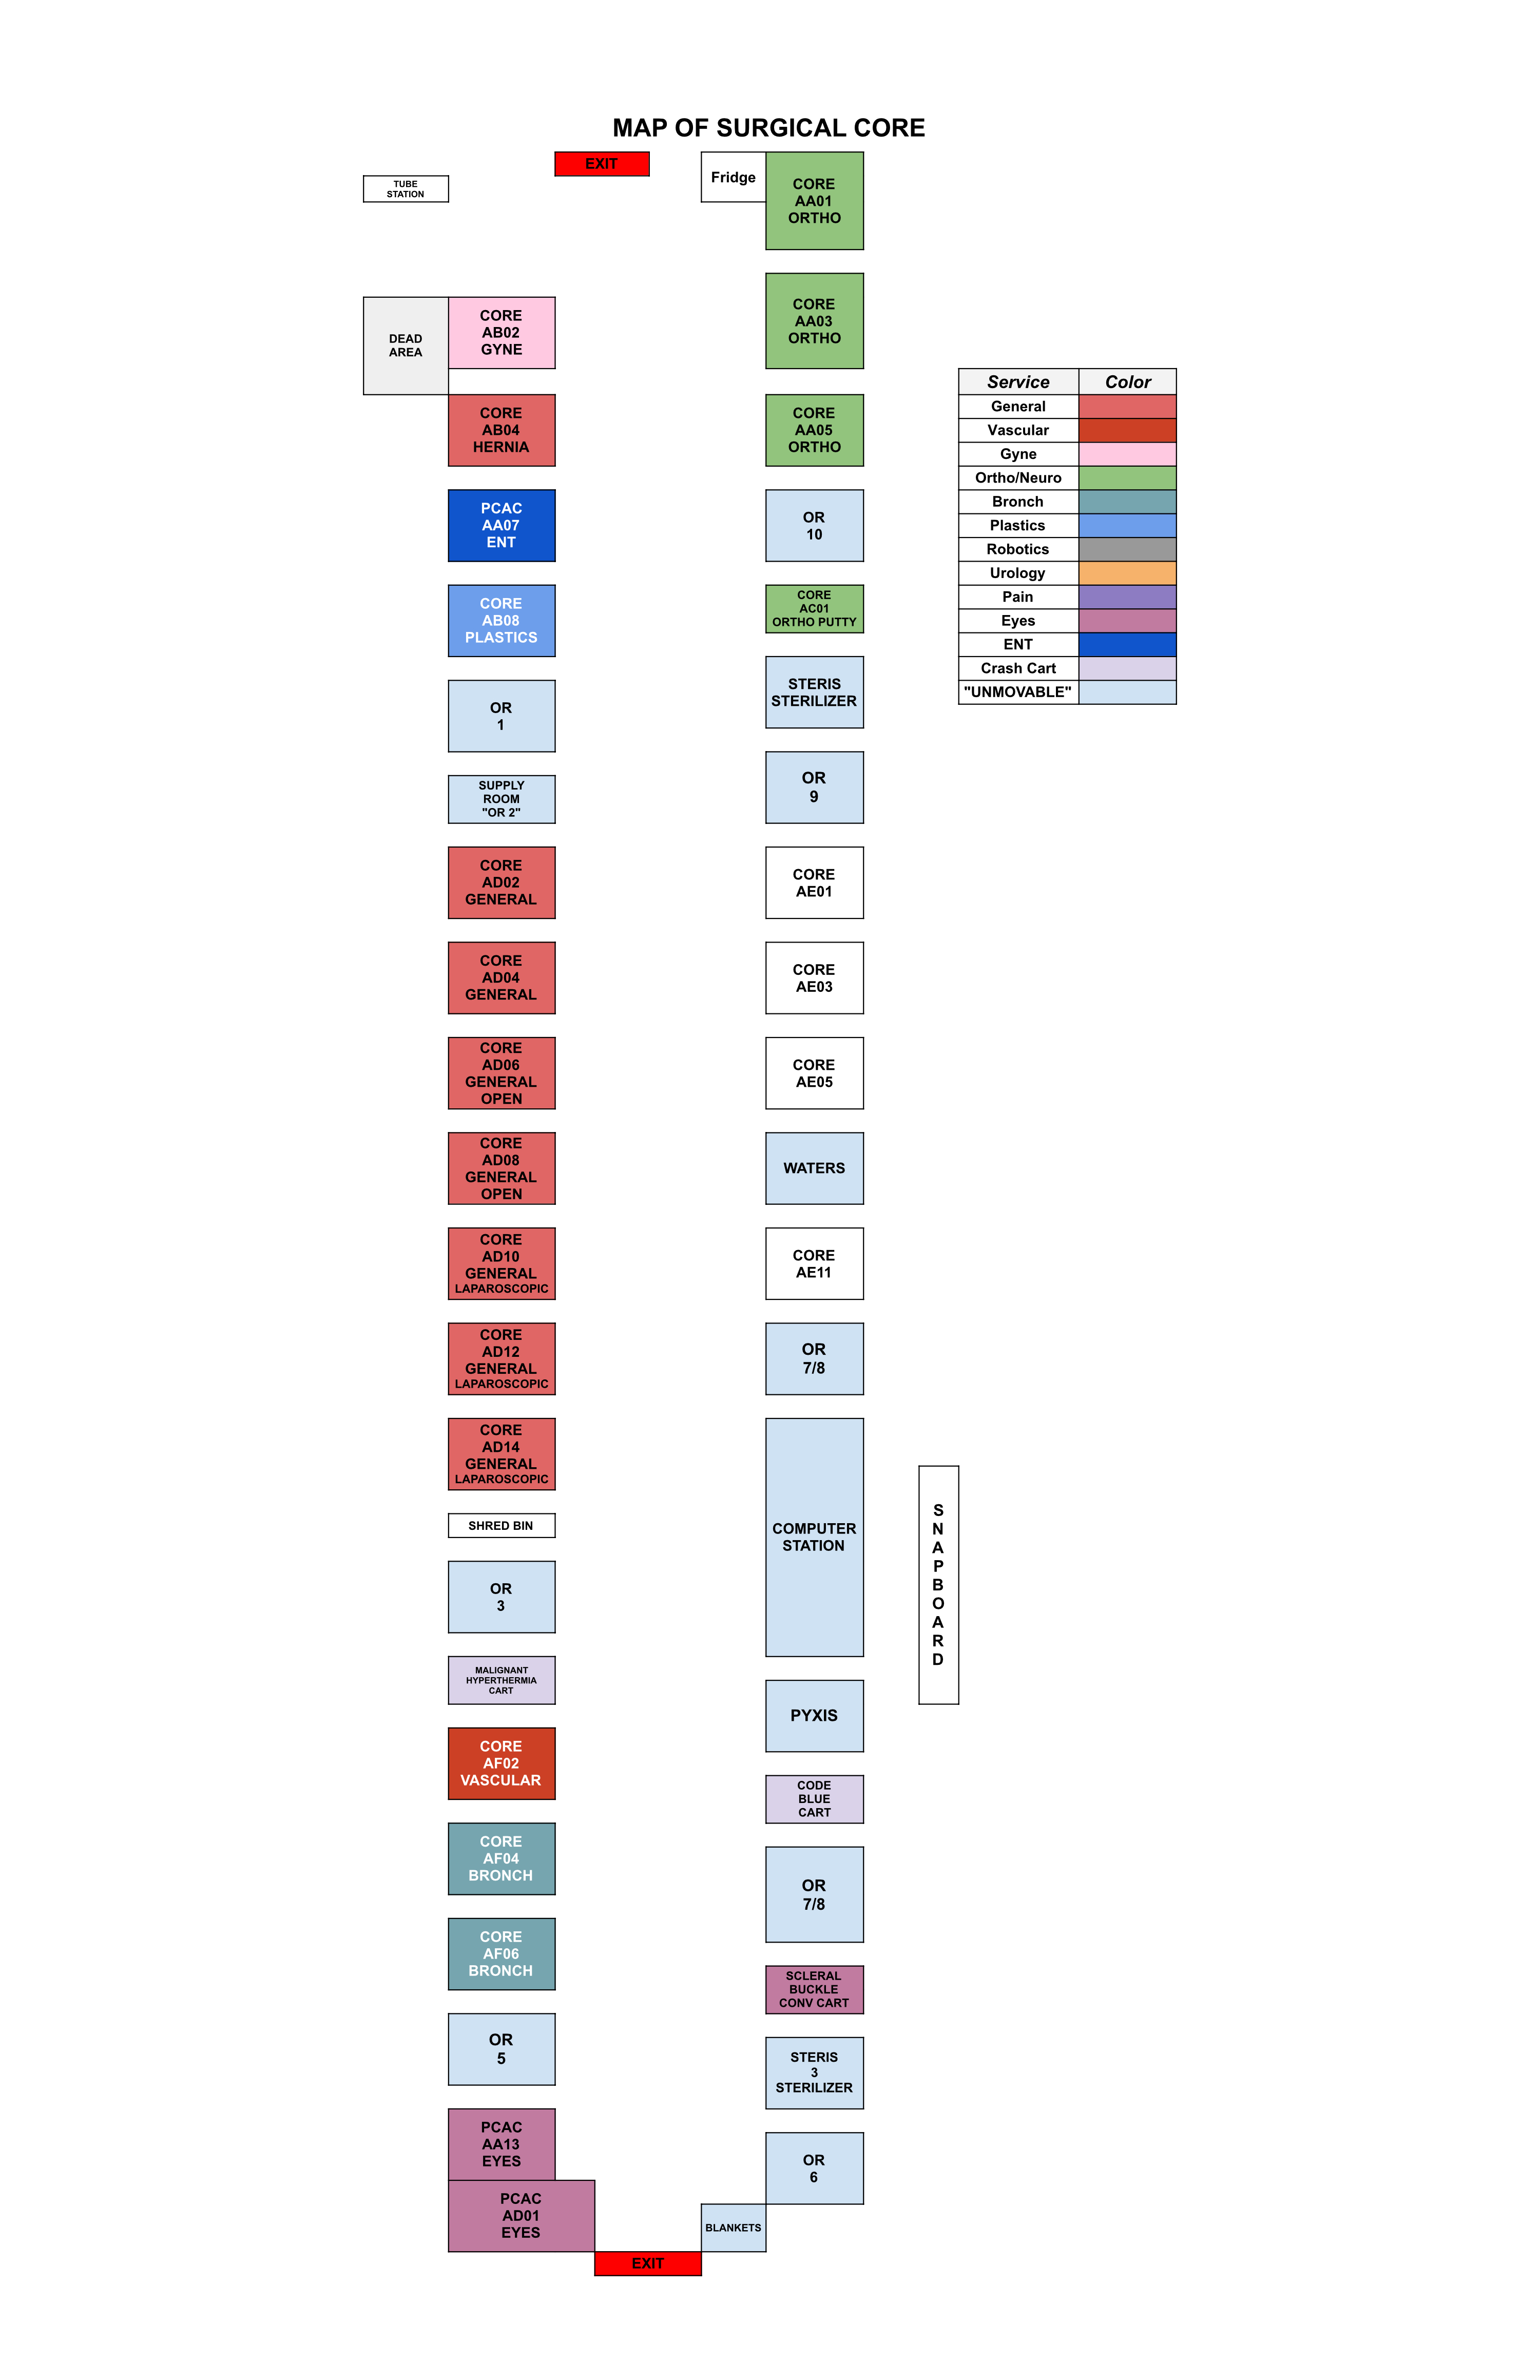 MAP OF SURGICAL CORE
EXIT
TUBE
STATION
Fridge
CORE
AA01
ORTHO
DEAD
AREA
CORE
AB02
GYNE
CORE
AA03
ORTHO
CORE
AB04
HERNIA
CORE
AA05
ORTHO
PCAC
AA07
ENT
OR
10
CORE
AB08
PLASTICS
CORE
AC01
ORTHO PUTTY
OR
1
STERIS
STERILIZER
SUPPLY
ROOM
"OR 2"
OR
9
CORE
AD02
GENERAL
CORE
AE01
CORE
AD04
GENERAL
CORE
AE03
CORE
AD06
GENERAL
OPEN
CORE
AE05
CORE
AD08
GENERAL
OPEN
WATERS
CORE
AD10
GENERAL
LAPAROSCOPIC
CORE
AE11
CORE
AD12
GENERAL
LAPAROSCOPIC
OR
7/8
CORE
AD14
GENERAL
LAPAROSCOPIC
SHRED BIN
COMPUTER
STATION
OR
3
MALIGNANT
HYPERTHERMIA
CART
PYXIS
CORE
AF02
VASCULAR
CODE
BLUE
CART
CORE
AF04
BRONCH
OR
7/8
CORE
AF06
BRONCH
SCLERAL
BUCKLE
CONV CART
OR
5
STERIS
3
STERILIZER
PCAC
AA13
EYES
OR
6
PCAC
AD01
EYES
BLANKETS
EXIT
Service Color
General
Vascular
Gyne
Ortho/Neuro
Bronch
Plastics
Robotics
Urology
Pain
Eyes
ENT
Crash Cart
"UNMOVABLE"
S
N
A
P
B
O
A
R
D